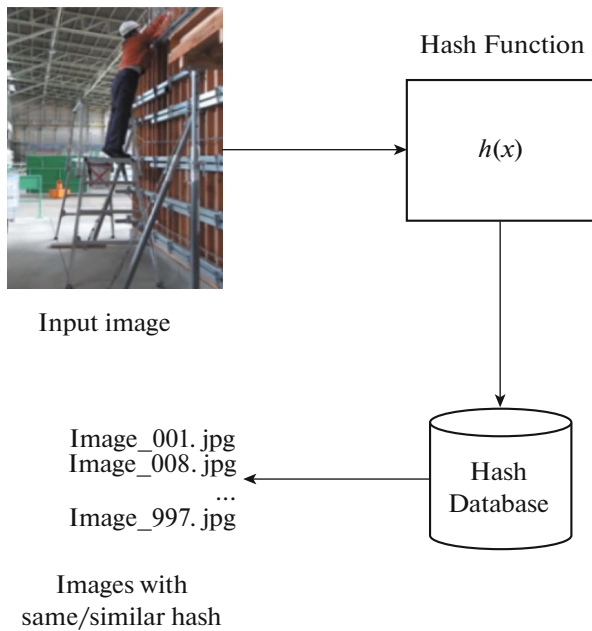 Hash Function
h(x)
Input image
Hash
Database
Image_001. jpg
Image_008. jpg
...
Image_997. jpg
Images with
same/similar hash